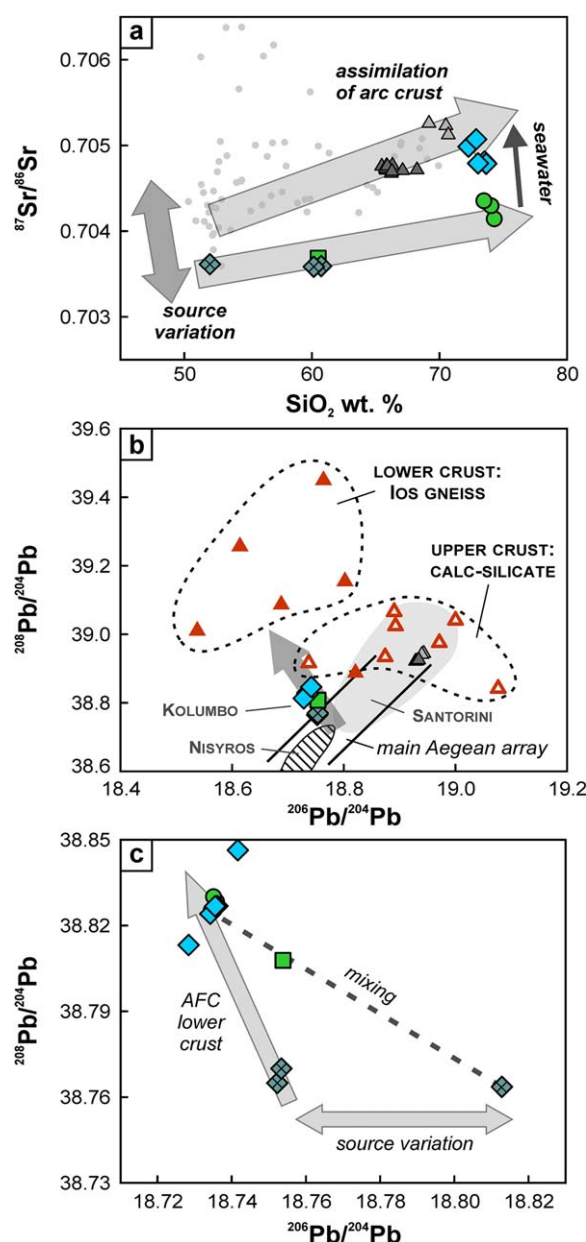 a
0.706
0.705
0.704
0.703
⁸⁷Sr/⁸⁶Sr
assimilation
of arc crust
seawater
source
variation
50
60
70
80
SiO₂ wt. %
b
39.6
39.4
39.2
39.0
38.8
38.6
²⁰⁸Pb/²⁰⁴Pb
LOWER CRUST:
IOS GNEISS
UPPER CRUST:
CALC-SILICATE
KOLUMBO
SANTORINI
NISYROS
main Aegean array
18.4
18.6
18.8
19.0
19.2
²⁰⁶Pb/²⁰⁴Pb
c
38.85
38.82
38.79
38.76
38.73
²⁰⁸Pb/²⁰⁴Pb
AFC
lower
crust
mixing
source variation
18.72
18.74
18.76
18.78
18.80
18.82
²⁰⁶Pb/²⁰⁴Pb